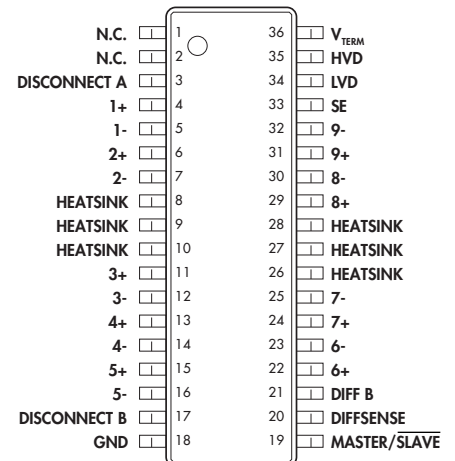 N.C. 1 36 V_TERM
N.C. 2 35 HVD
DISCONNECT A 3 34 LVD
1+ 4 33 SE
1- 5 32 9-
2+ 6 31 9+
2- 7 30 8-
HEATSINK 8 29 8+
HEATSINK 9 28 HEATSINK
HEATSINK 10 27 HEATSINK
3+ 11 26 HEATSINK
3- 12 25 7-
4+ 13 24 7+
4- 14 23 6-
5+ 15 22 6+
5- 16 21 DIFF B
DISCONNECT B 17 20 DIFFSENSE
GND 18 19 MASTER/SLAVE